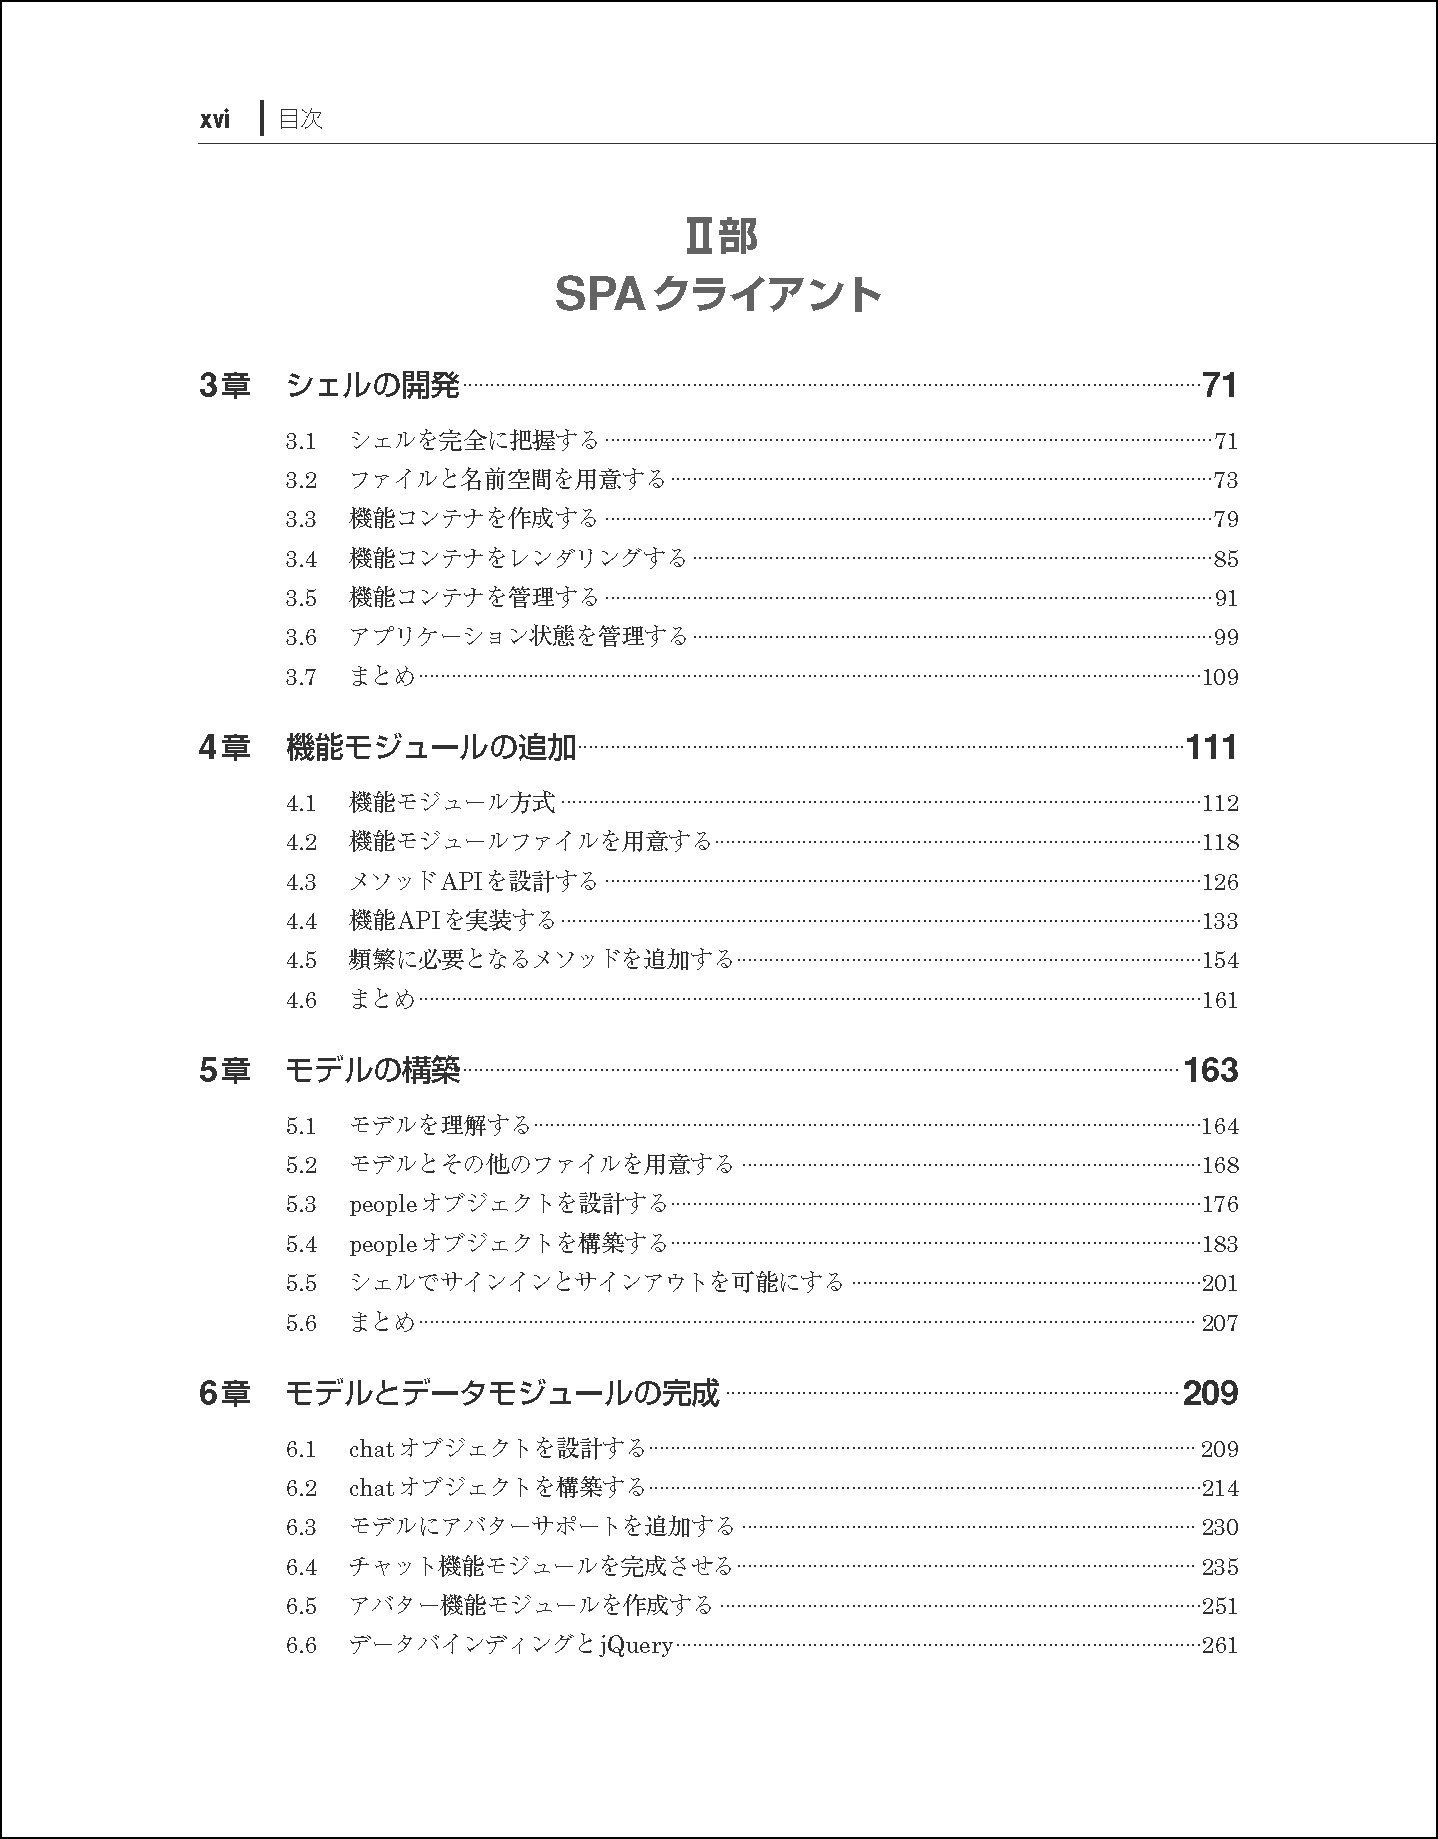 xvi 目次
Ⅱ部
SPAクライアント
3章 シェルの開発 71
3.1 シェルを完全に把握する 71
3.2 ファイルと名前空間を用意する 73
3.3 機能コンテナを作成する 79
3.4 機能コンテナをレンダリングする 85
3.5 機能コンテナを管理する 91
3.6 アプリケーション状態を管理する 99
3.7 まとめ 109
4章 機能モジュールの追加 111
4.1 機能モジュール方式 112
4.2 機能モジュールファイルを用意する 118
4.3 メソッドAPIを設計する 126
4.4 機能APIを実装する 133
4.5 頻繁に必要となるメソッドを追加する 154
4.6 まとめ 161
5章 モデルの構築 163
5.1 モデルを理解する 164
5.2 モデルとその他のファイルを用意する 168
5.3 peopleオブジェクトを設計する 176
5.4 peopleオブジェクトを構築する 183
5.5 シェルでサインインとサインアウトを可能にする 201
5.6 まとめ 207
6章 モデルとデータモジュールの完成 209
6.1 chatオブジェクトを設計する 209
6.2 chatオブジェクトを構築する 214
6.3 モデルにアバターサポートを追加する 230
6.4 チャット機能モジュールを完成させる 235
6.5 アバター機能モジュールを作成する 251
6.6 データバインディングとjQuery 261